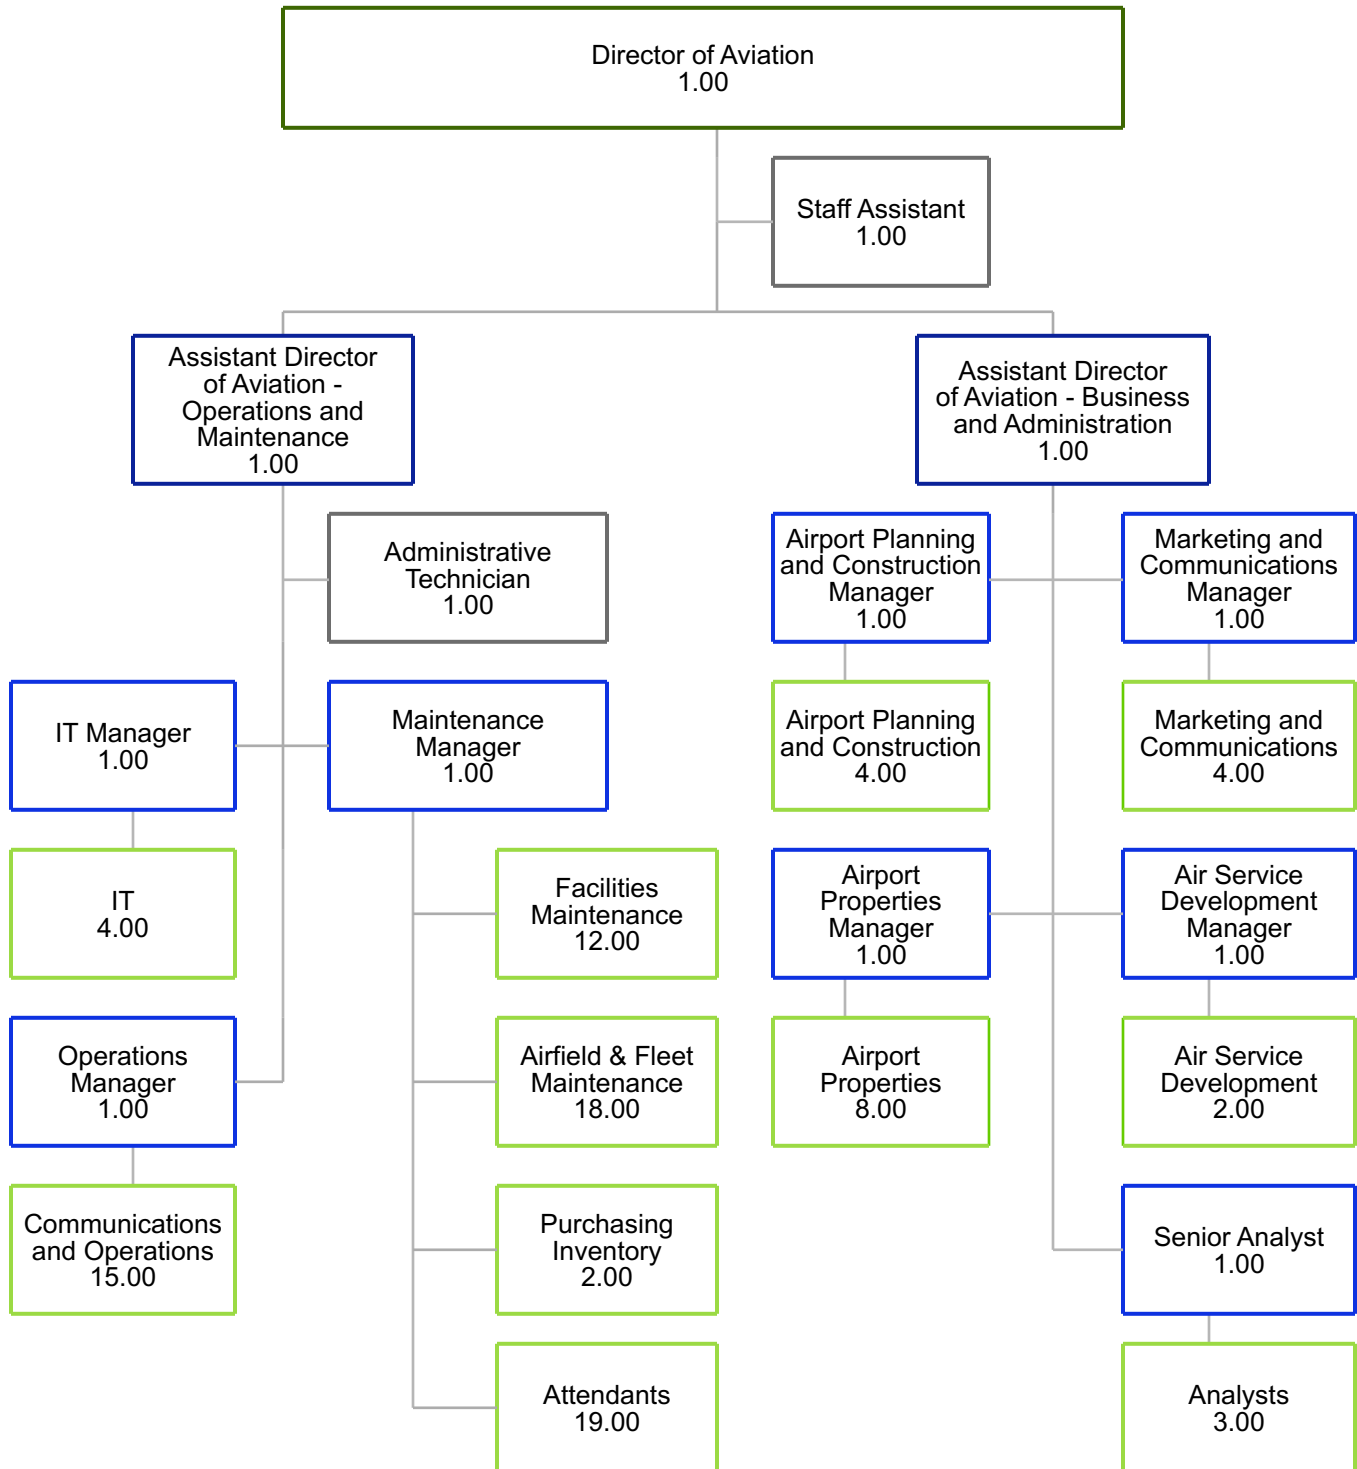 Director of Aviation
1.00
Staff Assistant
1.00
Assistant Director
of Aviation -
Operations and
Maintenance
1.00
Assistant Director
of Aviation - Business
and Administration
1.00
Administrative
Technician
1.00
Airport Planning
and Construction
Manager
1.00
Marketing and
Communications
Manager
1.00
IT Manager
1.00
Maintenance
Manager
1.00
Airport Planning
and Construction
4.00
Marketing and
Communications
4.00
IT
4.00
Facilities
Maintenance
12.00
Airport
Properties
Manager
1.00
Air Service
Development
Manager
1.00
Operations
Manager
1.00
Airfield & Fleet
Maintenance
18.00
Airport
Properties
8.00
Air Service
Development
2.00
Communications
and Operations
15.00
Purchasing
Inventory
2.00
Senior Analyst
1.00
Attendants
19.00
Analysts
3.00